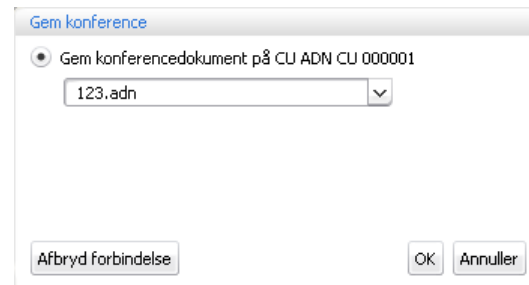 Gem konference
Gem konferencedokument på CU ADN CU 000001
123.adn
Afbryd forbindelse OK Annuller